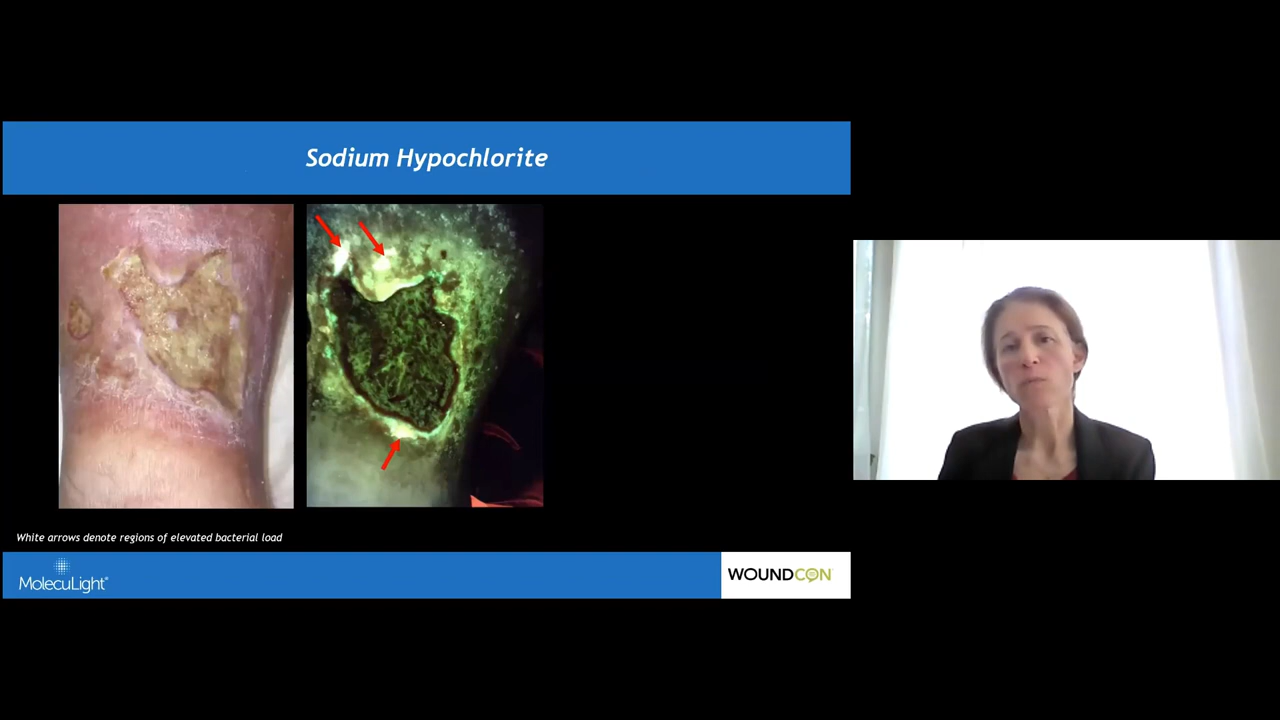 Sodium Hypochlorite
White arrows denote regions of elevated bacterial load
MolecuLight®
WOUNDCON